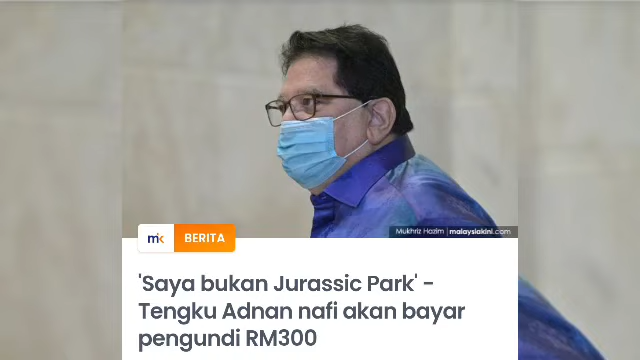 Mukhriz Hazim | malaysiakini.com
mk BERITA
'Saya bukan Jurassic Park' -
Tengku Adnan nafi akan bayar
pengundi RM300